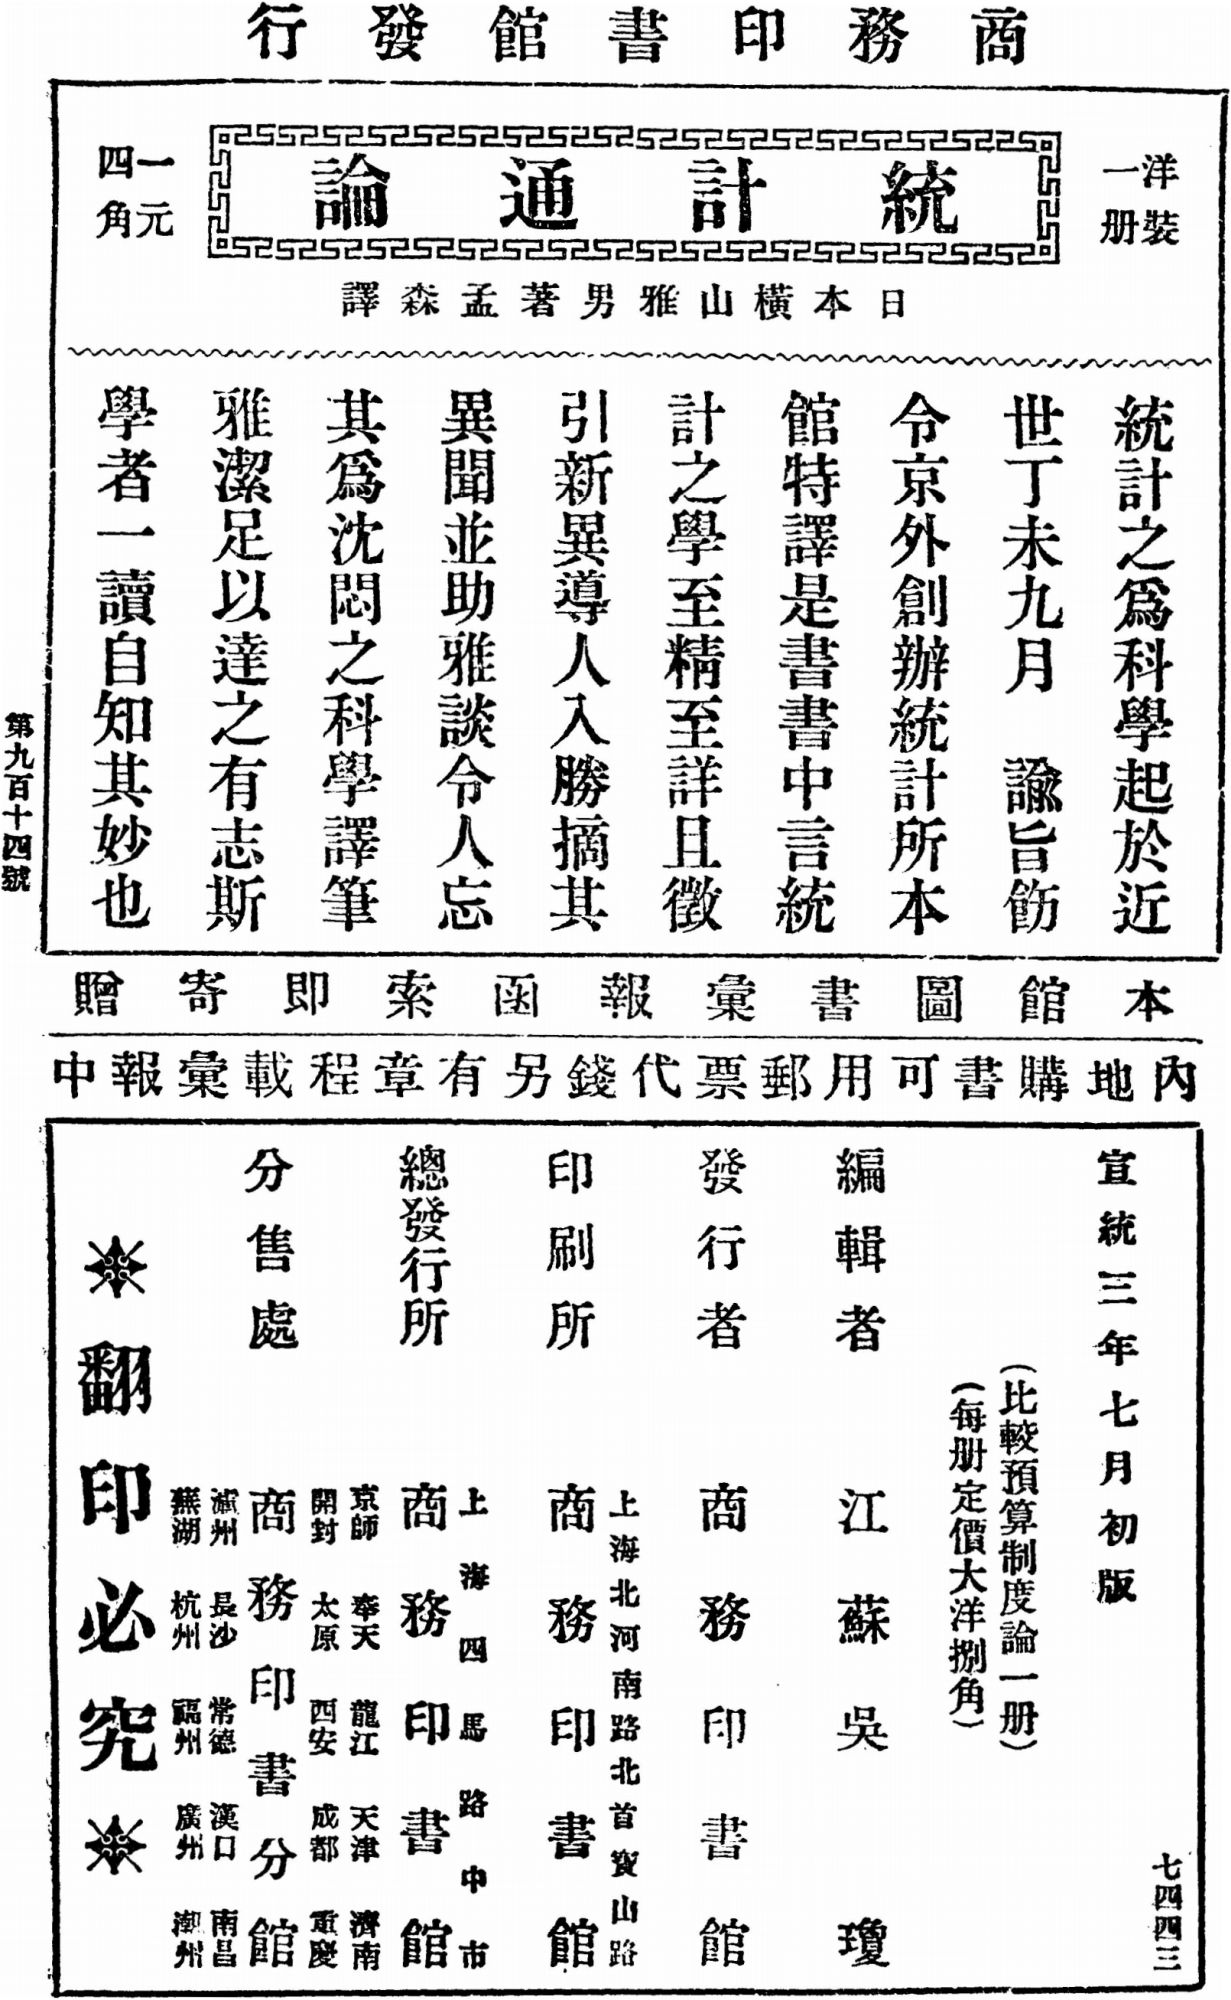 商務印書館發行
洋裝
一册
統計通論
一元
四角
日本橫山雅男著孟森譯
統計之爲科學起於近
世丁未九月　諭旨飭
令京外創辦統計所本
館特譯是書書中言統
計之學至精至詳且徵
引新異導人入勝摘其
異聞並助雅談令人忘
其爲沈悶之科學譯筆
雅潔足以達之有志斯
學者一讀自知其妙也
第九百十四號
本館圖書彙報函索即寄贈
內地購書可用郵票代錢另有章程載彙報中
七四四三
宣統三年七月初版
(比較預算制度論一册)
(每册定價大洋捌角)
編輯者　江蘇吳瓊
發行者　商務印書館
上海北河南路北首寶山路
印刷所　商務印書館
上海四馬路中市
總發行所　商務印書館
京師　奉天　龍江　天津　濟南
開封　太原　西安　成都　重慶
分售處　商務印書分館
瀘州　長沙　常德　漢口　南昌
蕪湖　杭州　福州　廣州　潮州
翻印必究